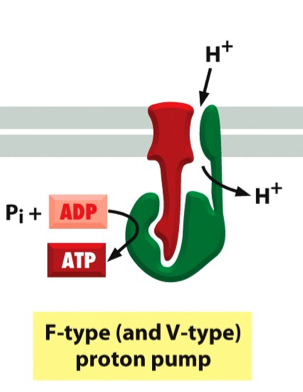 H+
H+
Pi + ADP
ATP
F-type (and V-type)
proton pump